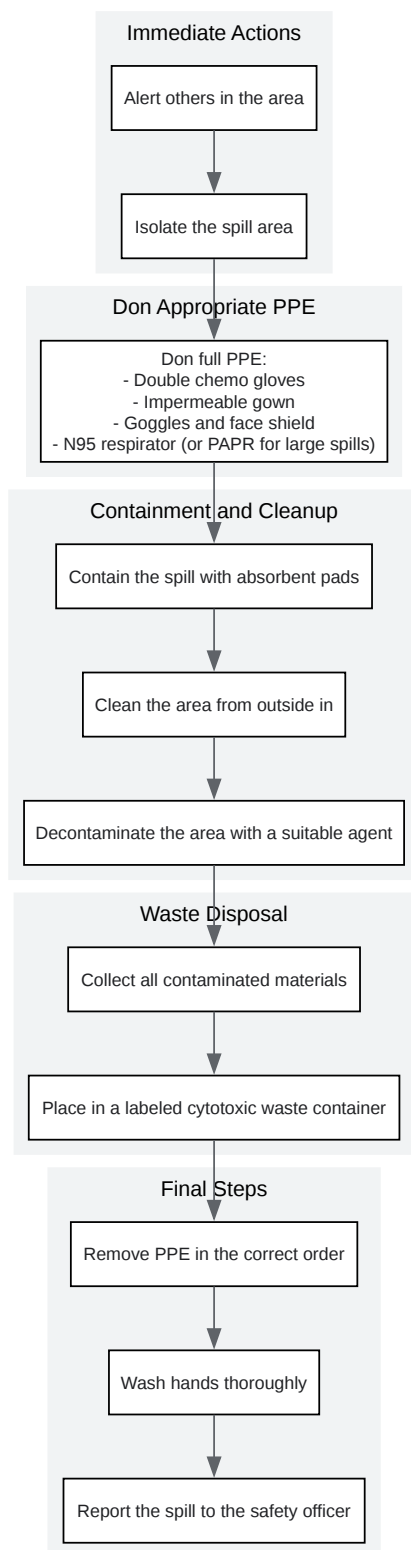 Immediate Actions
Alert others in the area
Isolate the spill area
Don Appropriate PPE
Don full PPE:
- Double chemo gloves
- Impermeable gown
- Goggles and face shield
- N95 respirator (or PAPR for large spills)
Containment and Cleanup
Contain the spill with absorbent pads
Clean the area from outside in
Decontaminate the area with a suitable agent
Waste Disposal
Collect all contaminated materials
Place in a labeled cytotoxic waste container
Final Steps
Remove PPE in the correct order
Wash hands thoroughly
Report the spill to the safety officer